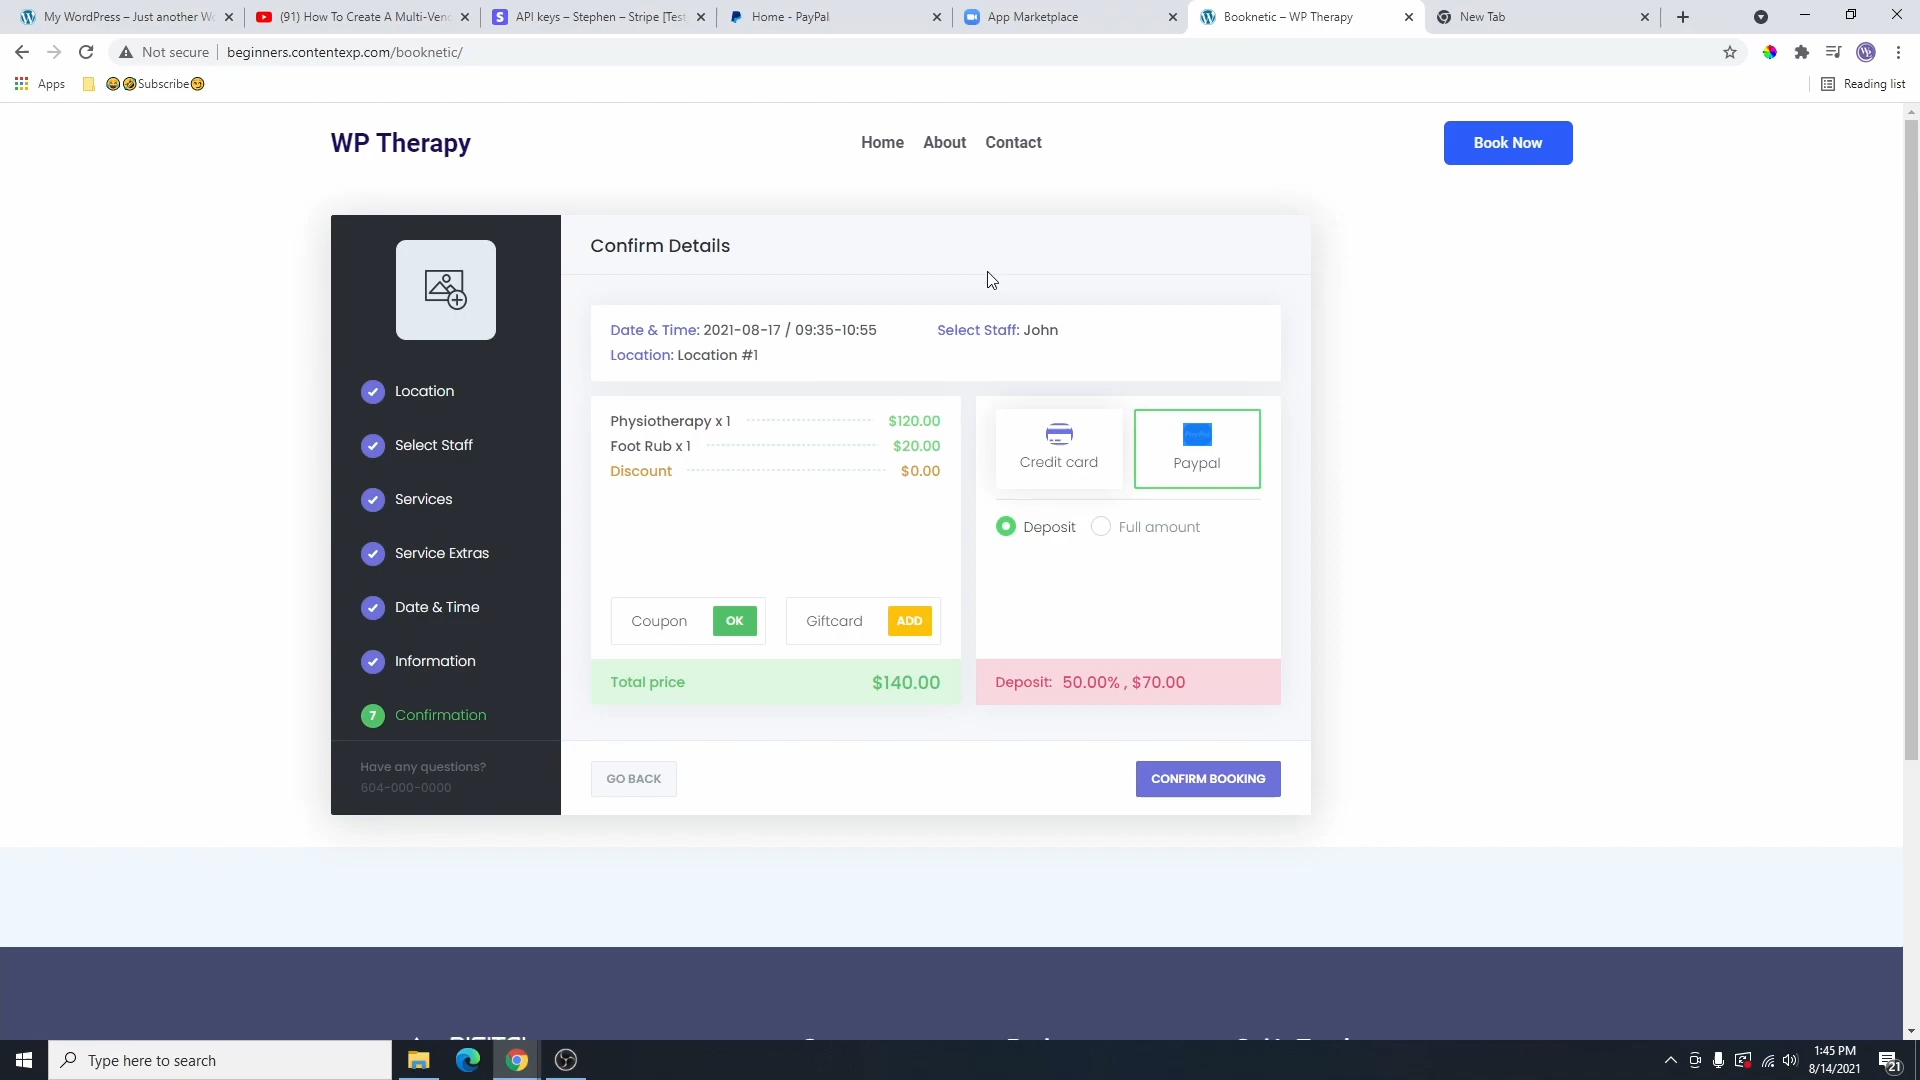 My WordPress – Just another Wo
(91) How To Create A Multi-Vend
API keys – Stephen – Stripe [Test
Home - PayPal
App Marketplace
Booknetic – WP Therapy
New Tab
Not secure
beginners.contentexp.com/booknetic/
Apps
😂🤣Subscribe😏
Reading list
WP Therapy
Home
About
Contact
Book Now
Confirm Details
Date & Time: 2021-08-17 / 09:35-10:55
Select Staff: John
Location: Location #1
Location
Select Staff
Services
Service Extras
Date & Time
Information
7 Confirmation
Have any questions?
604-000-0000
Physiotherapy x 1 $120.00
Foot Rub x 1 $20.00
Discount $0.00
Coupon OK
Giftcard ADD
Total price $140.00
Credit card
Paypal
Deposit
Full amount
Deposit: 50.00% , $70.00
GO BACK
CONFIRM BOOKING
Type here to search
1:45 PM
8/14/2021
21